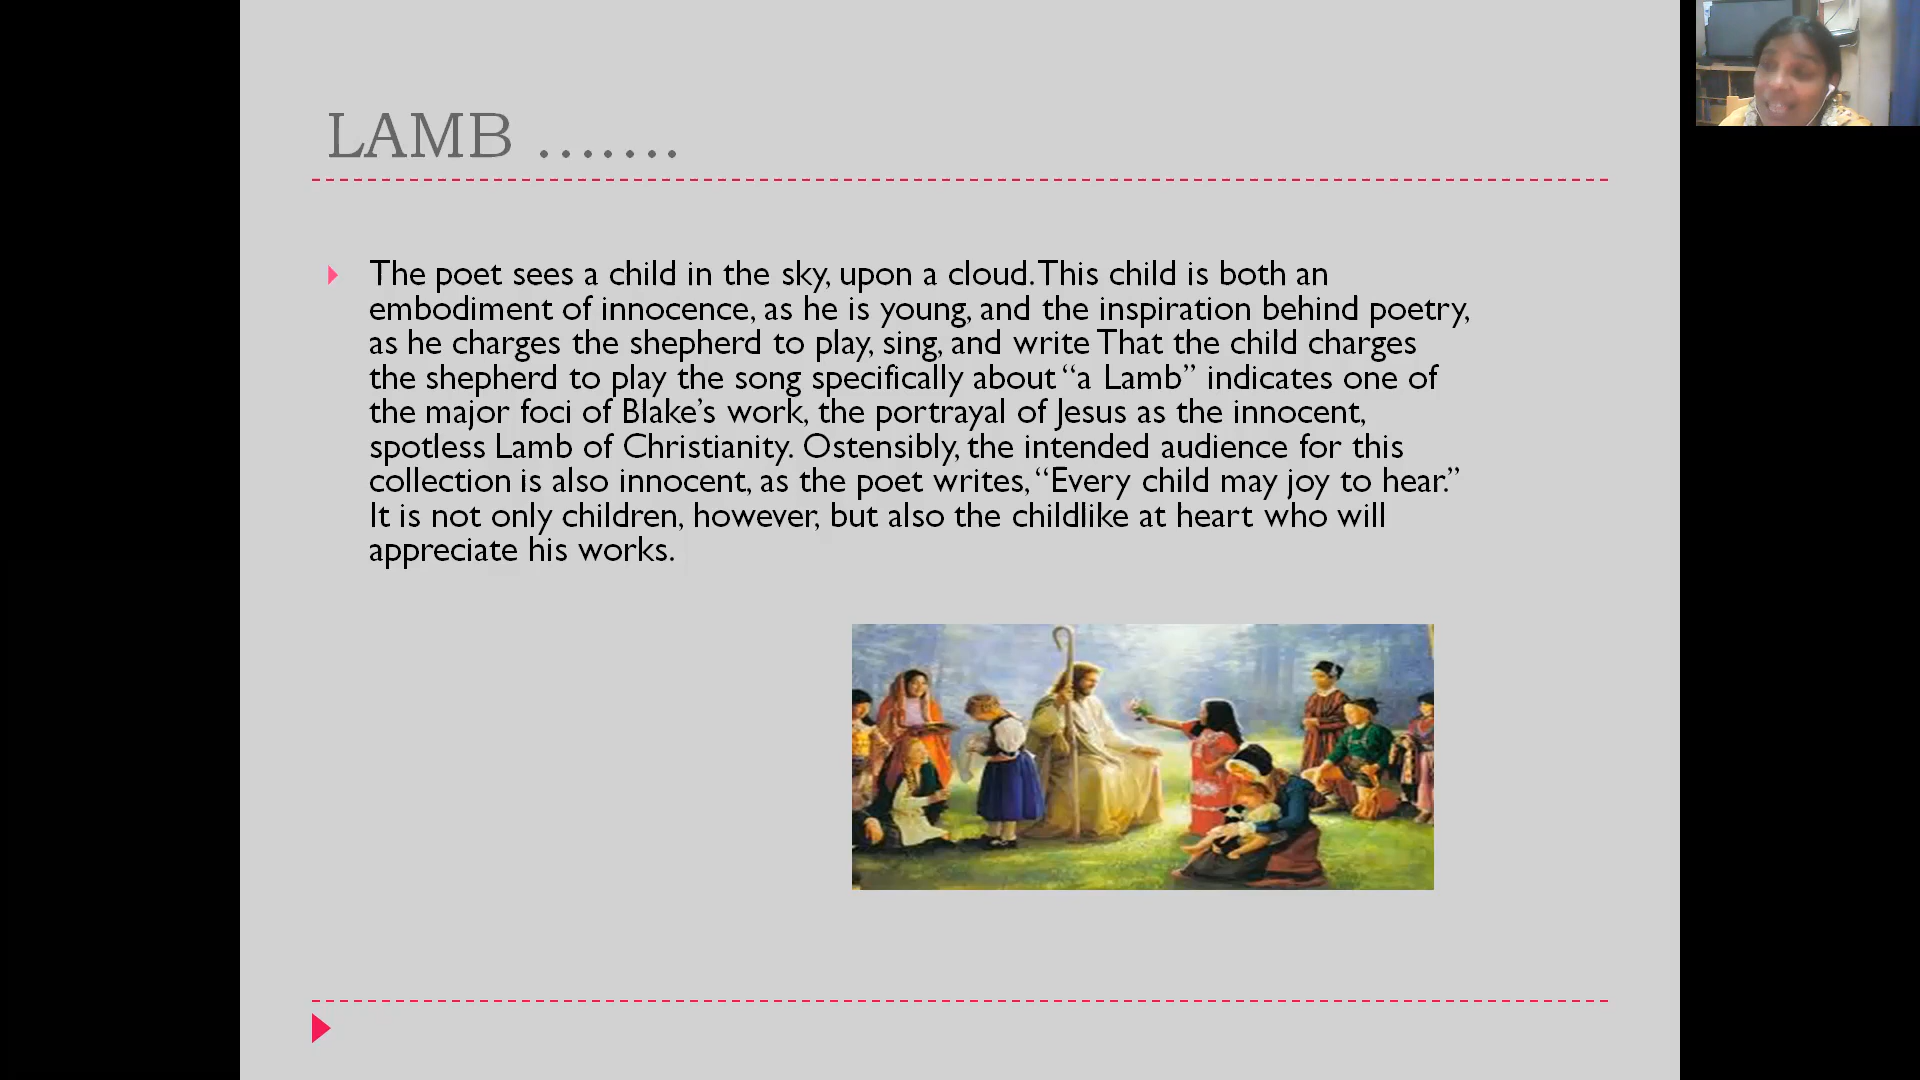 LAMB .......
The poet sees a child in the sky, upon a cloud. This child is both an
embodiment of innocence, as he is young, and the inspiration behind poetry,
as he charges the shepherd to play, sing, and write That the child charges
the shepherd to play the song specifically about “a Lamb” indicates one of
the major foci of Blake’s work, the portrayal of Jesus as the innocent,
spotless Lamb of Christianity. Ostensibly, the intended audience for this
collection is also innocent, as the poet writes, “Every child may joy to hear.”
It is not only children, however, but also the childlike at heart who will
appreciate his works.